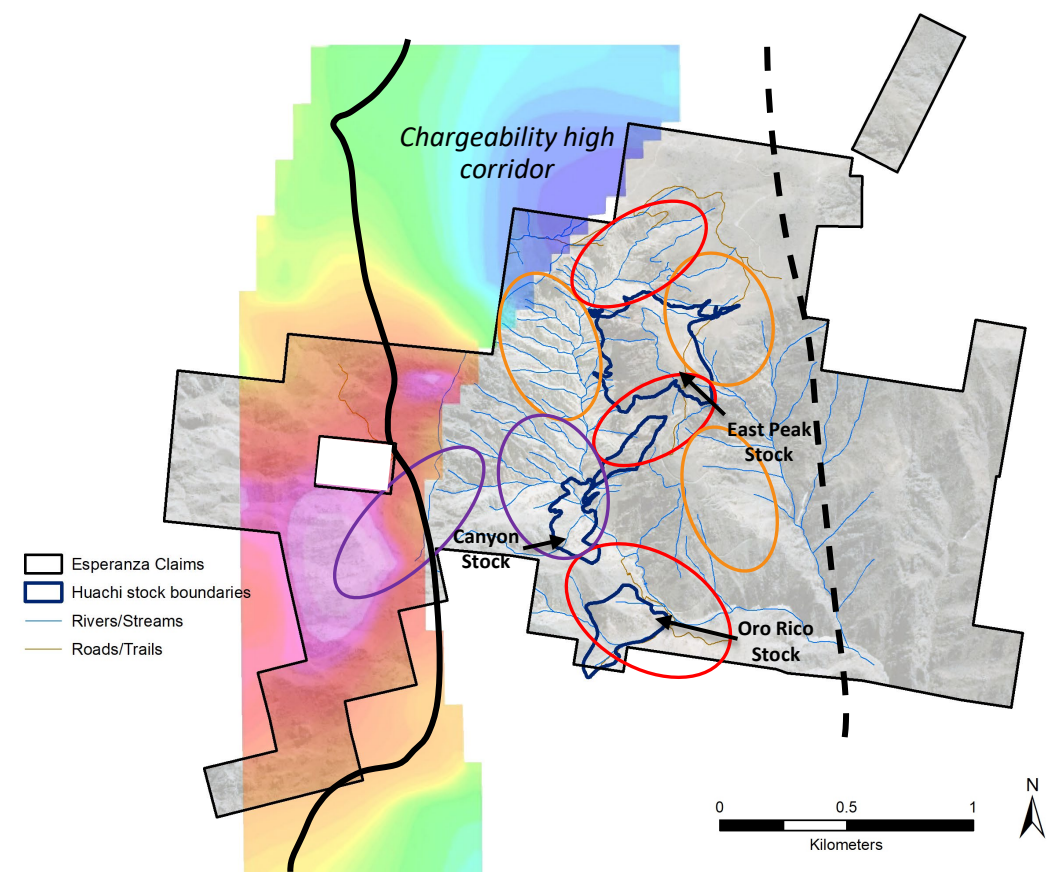 Chargeability high
corridor
East Peak
Stock
Canyon
Stock
Oro Rico
Stock
Esperanza Claims
Huachi stock boundaries
Rivers/Streams
Roads/Trails
0 0.5 1
Kilometers
N